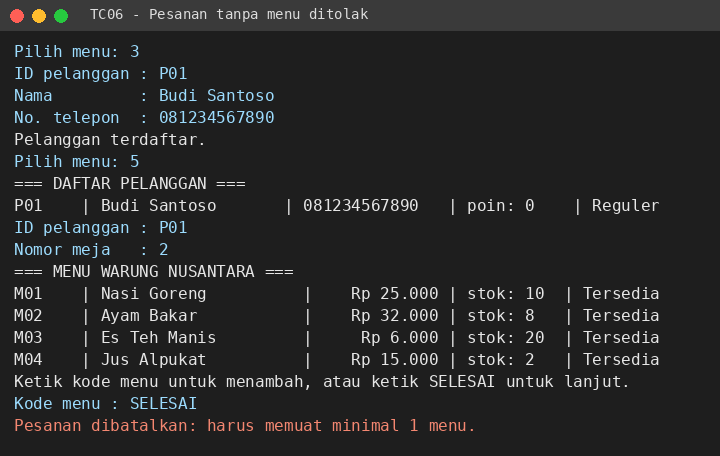 TC06 - Pesanan tanpa menu ditolak
Pilih menu: 3
ID pelanggan : P01
Nama         : Budi Santoso
No. telepon  : 081234567890
Pelanggan terdaftar.
Pilih menu: 5
=== DAFTAR PELANGGAN ===
P01    | Budi Santoso       | 081234567890   | poin: 0    | Reguler
ID pelanggan : P01
Nomor meja   : 2
=== MENU WARUNG NUSANTARA ===
M01    | Nasi Goreng          |    Rp 25.000 | stok: 10  | Tersedia
M02    | Ayam Bakar           |    Rp 32.000 | stok: 8   | Tersedia
M03    | Es Teh Manis         |     Rp 6.000 | stok: 20  | Tersedia
M04    | Jus Alpukat          |    Rp 15.000 | stok: 2   | Tersedia
Ketik kode menu untuk menambah, atau ketik SELESAI untuk lanjut.
Kode menu : SELESAI
Pesanan dibatalkan: harus memuat minimal 1 menu.